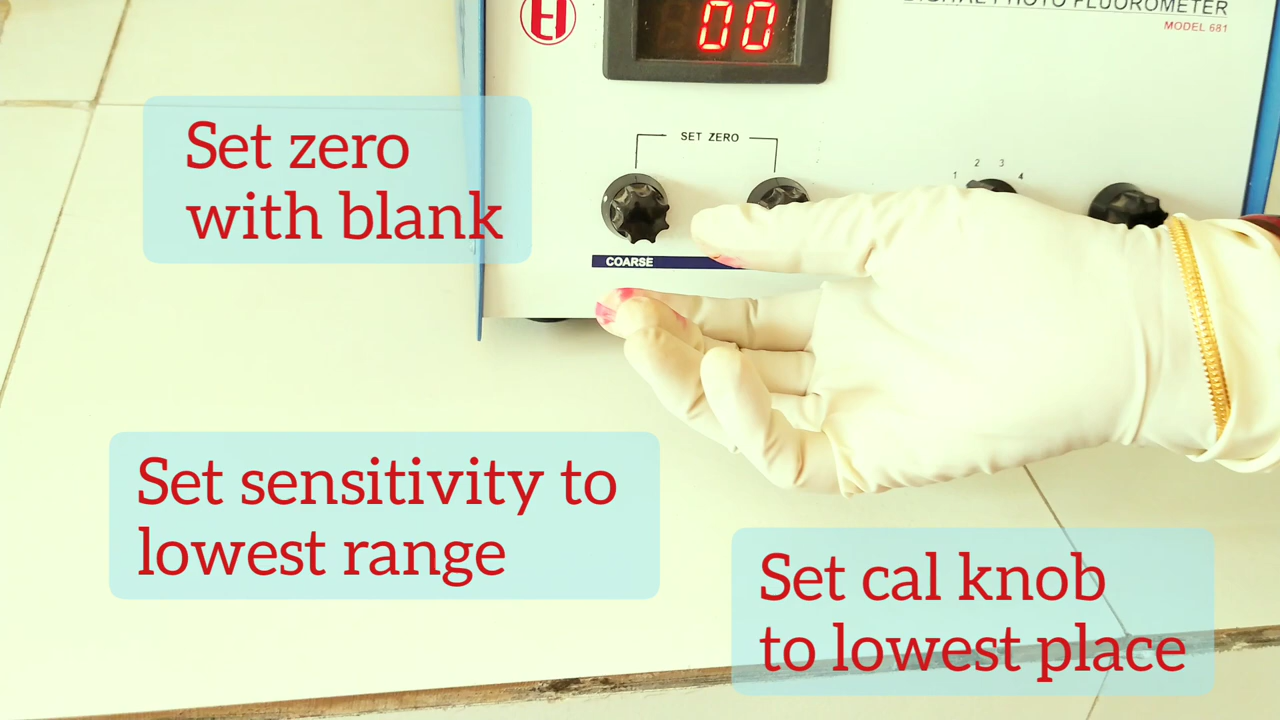 00
DIGITAL PHOTO FLUOROMETER
MODEL 681
SET ZERO
1 2 3 4
COARSE
Set zero
with blank
Set sensitivity to
lowest range
Set cal knob
to lowest place